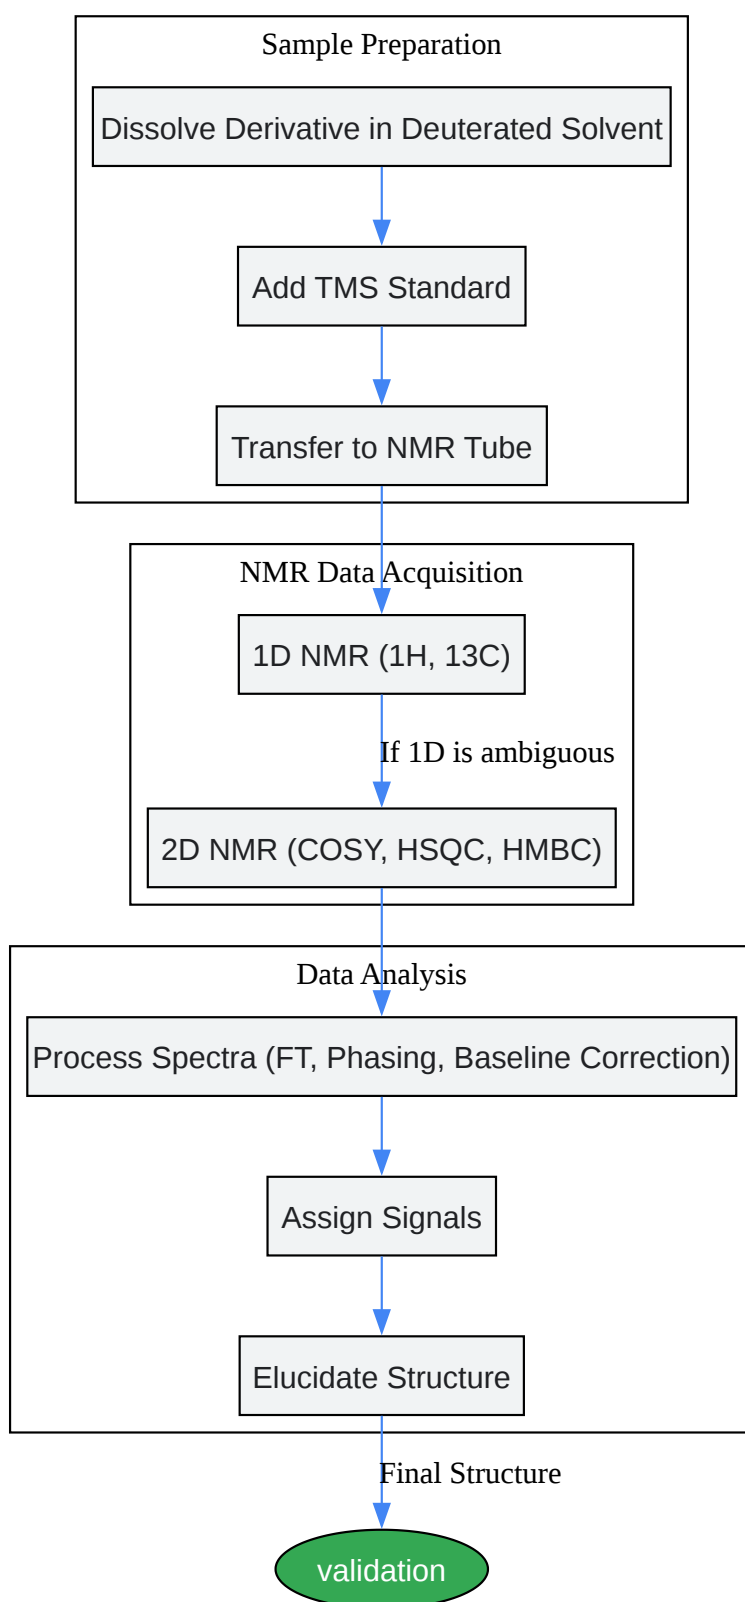 Sample Preparation
Dissolve Derivative in Deuterated Solvent
Add TMS Standard
Transfer to NMR Tube
NMR Data Acquisition
1D NMR (1H, 13C)
If 1D is ambiguous
2D NMR (COSY, HSQC, HMBC)
Data Analysis
Process Spectra (FT, Phasing, Baseline Correction)
Assign Signals
Elucidate Structure
Final Structure
validation